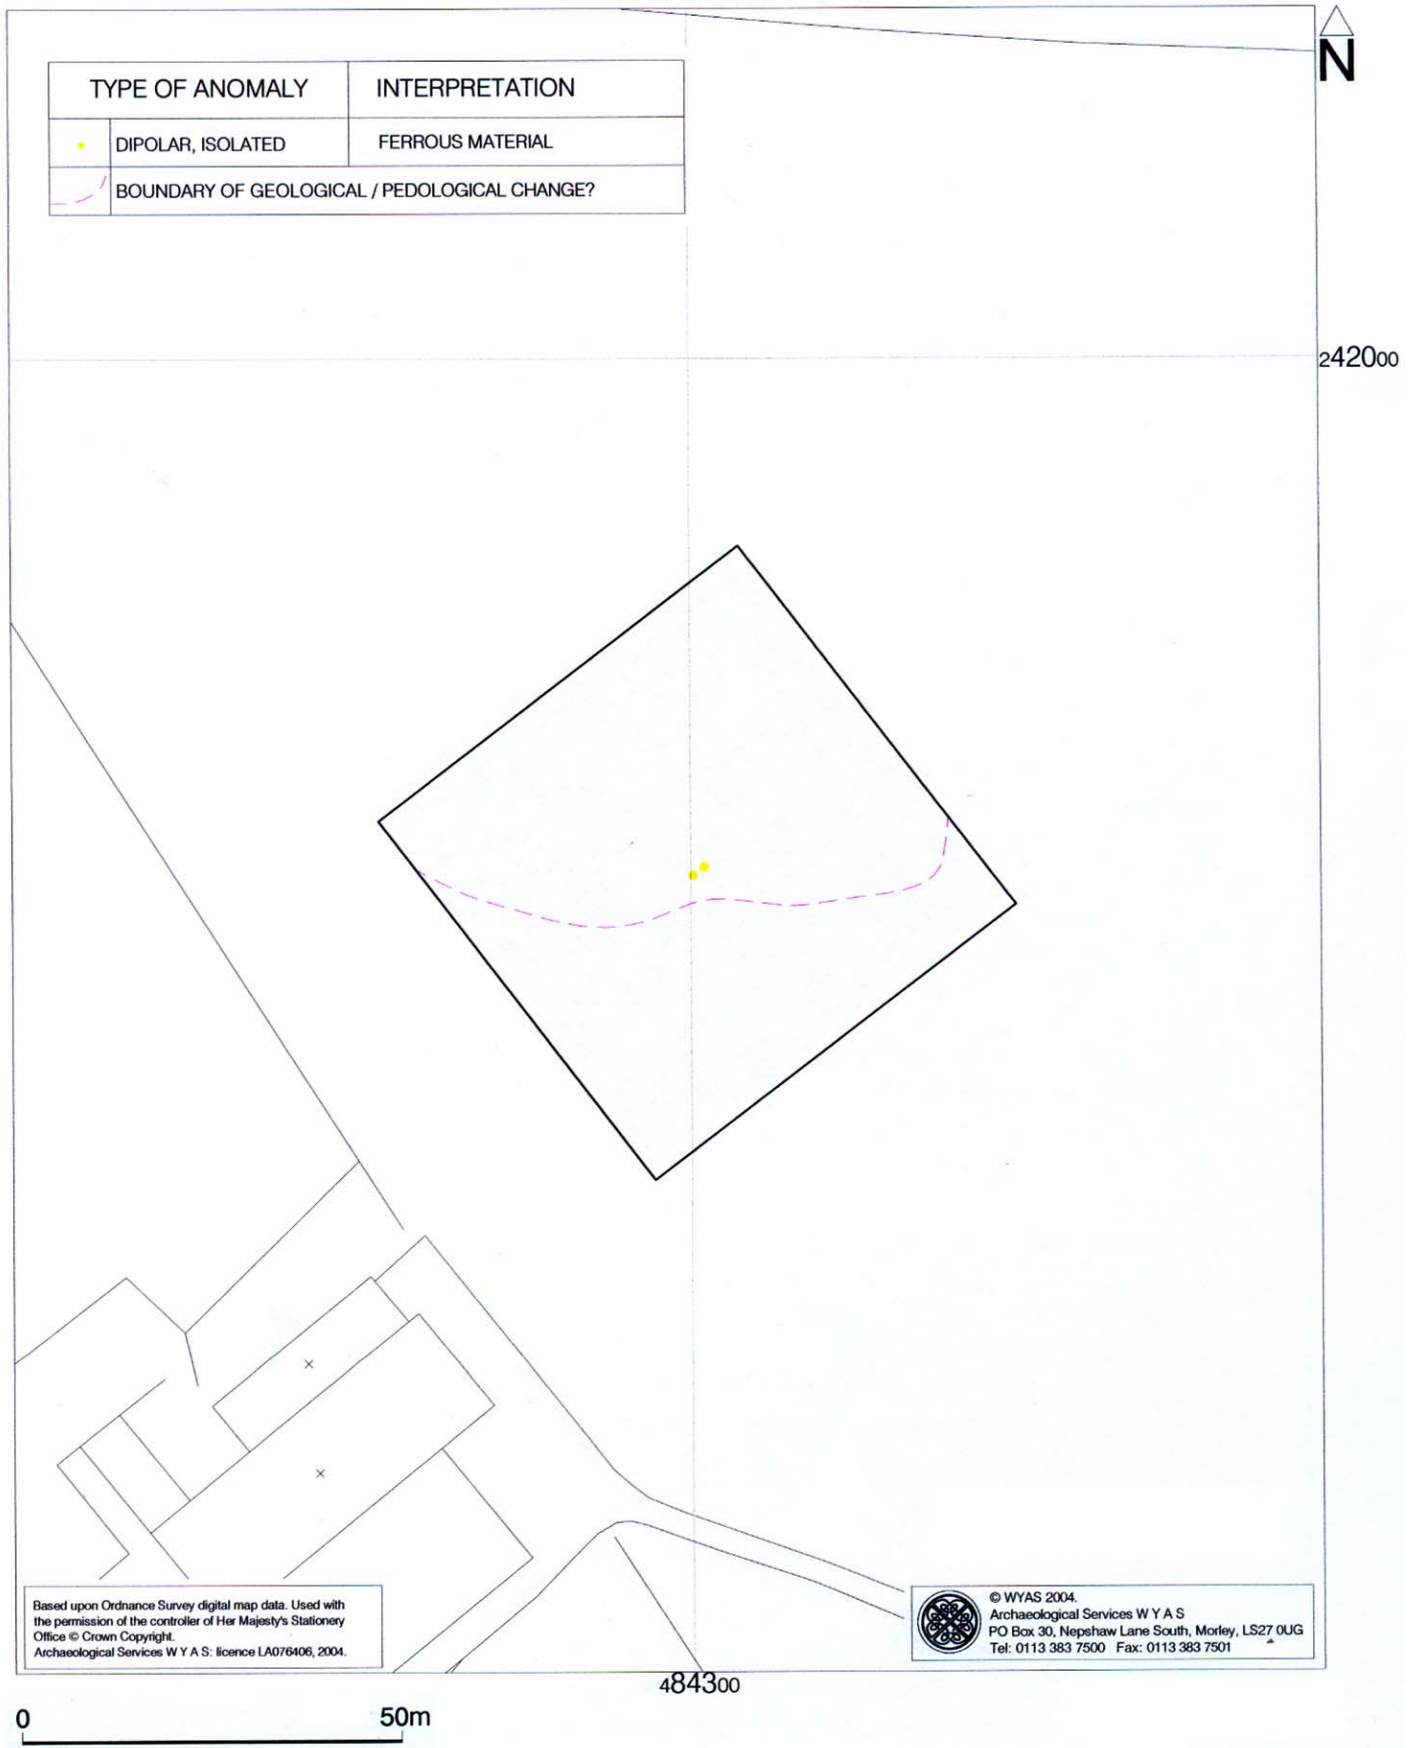 N
TYPE OF ANOMALY INTERPRETATION
DIPOLAR, ISOLATED FERROUS MATERIAL
BOUNDARY OF GEOLOGICAL / PEDOLOGICAL CHANGE?
242000
Based upon Ordnance Survey digital map data. Used with
the permission of the controller of Her Majesty's Stationery
Office © Crown Copyright.
Archaeological Services W Y A S: licence LA076406, 2004.
© WYAS 2004.
Archaeological Services W Y A S
PO Box 30, Nepshaw Lane South, Morley, LS27 0UG
Tel: 0113 383 7500 Fax: 0113 383 7501
484300
0 50m